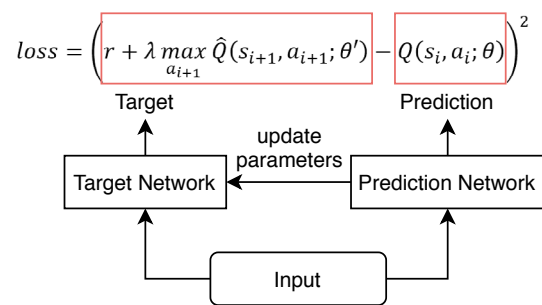 loss = (r + λ max_{a_{i+1}} Q̂(s_{i+1}, a_{i+1}; θ′) − Q(s_i, a_i; θ))²
Target Prediction
update
parameters
Target Network Prediction Network
Input